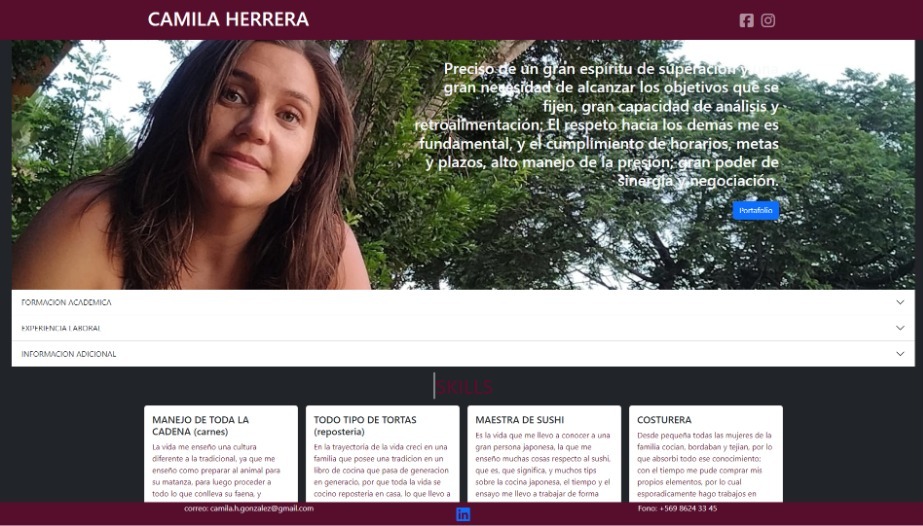 CAMILA HERRERA
Preciso de un gran espiritu de superacion y
gran necesidad de alcanzar los objetivos que se
fijen, gran capacidad de análisis y
retroalimentación; El respeto hacia los demas me es
fundamental, y el cumplimiento de horarios, metas
y plazos, alto manejo de la presion; gran poder de
sinergia y negociación.
Portafolio
FORMACION ACADEMICA
EXPERIENCIA LABORAL
INFORMACION ADICIONAL
SKILLS
MANEJO DE TODA LA
CADENA (carnes)
La vida me enseño una cultura
diferente a la tradicional, ya que me
enseño como preparar al animal para
su matanza, para luego proceder a
todo lo que conlleva su faena, y
TODO TIPO DE TORTAS
(reposteria)
En la trayectoria de la vida creci en una
familia que posee una tradicion en un
libro de cocina que pasa de generacion
en generacio, por que toda la vida se
cocino reposteria en casa, lo que llevo a
MAESTRA DE SUSHI
Es la vida que me llevo a conocer a una
gran persona japonesa, la que me
enseño muchas cosas respecto al sushi,
que es, que significa, y muchos tips
sobre la cocina japonesa, el tiempo y el
ensayo me llevo a trabajar de forma
COSTURERA
Desde pequeña todas las mujeres de la
familia cocian, bordaban y tejian, por lo
que absorbi todo ese conocimiento;
con el tiempo me pude comprar mis
propios elementos, por lo cual
esporadicamente hago trabajos en
correo: camila.h.gonzalez@gmail.com
in
Fono: +569 8624 33 45